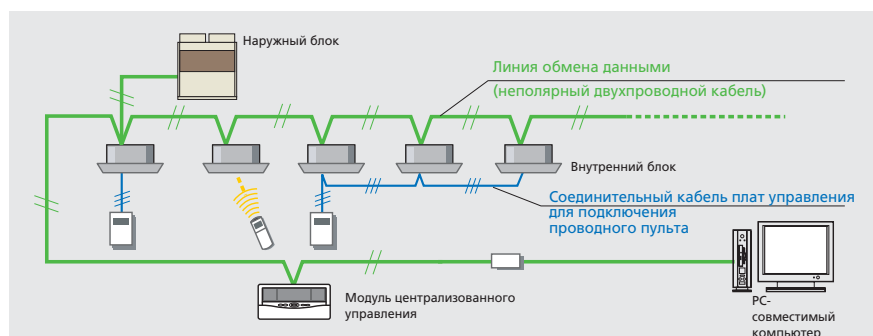 Наружный блок
Линия обмена данными
(неполярный двухпроводной кабель)
Внутренний блок
Соединительный кабель плат управления
для подключения
проводного пульта
Модуль централизованного
управления
PC-
совместимый
компьютер